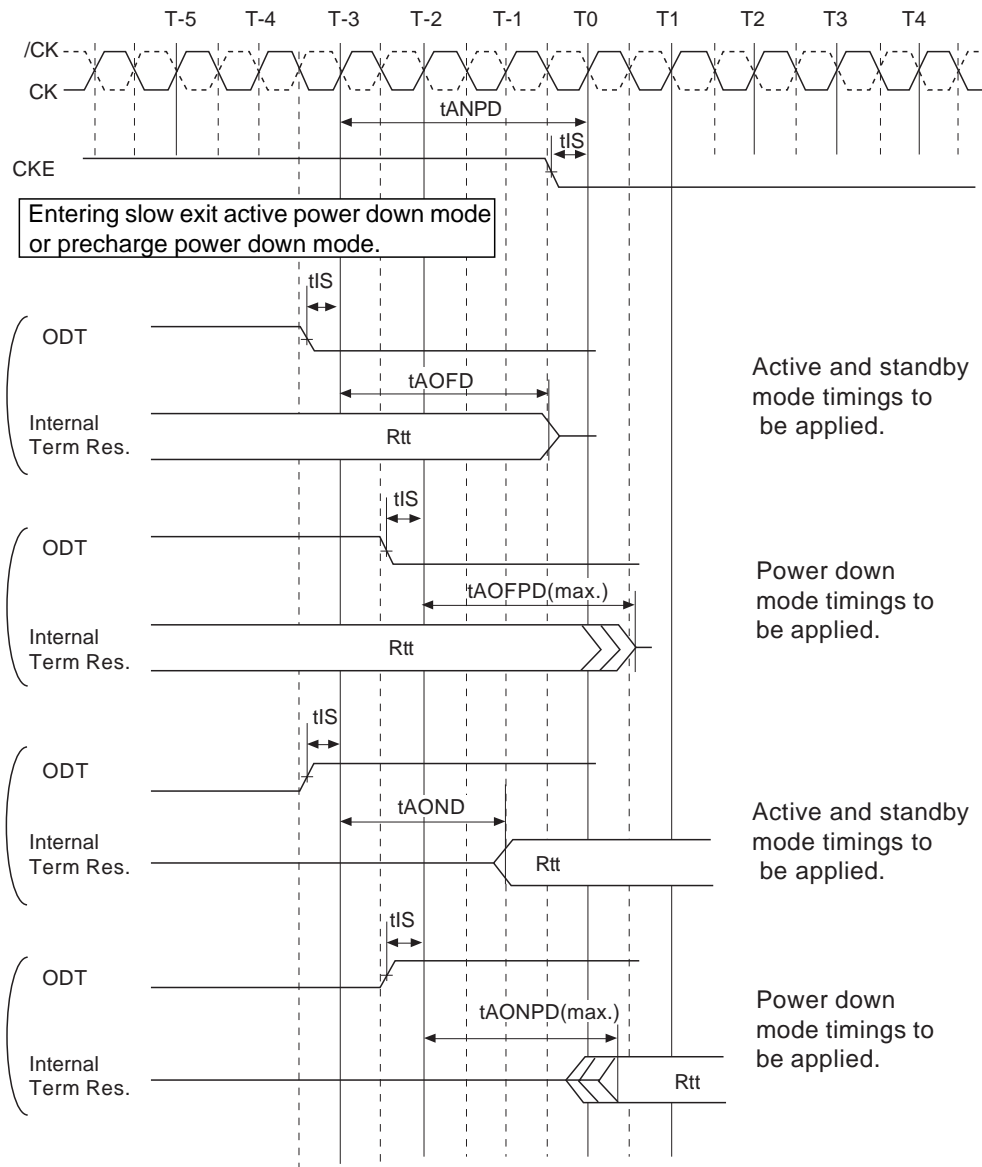 T-5 T-4 T-3 T-2 T-1 T0 T1 T2 T3 T4
/CK
CK
tANPD
tIS
CKE
Entering slow exit active power down mode
or precharge power down mode.
tIS
ODT
tAOFD
Internal
Term Res.
Rtt
Active and standby
mode timings to
be applied.
tIS
ODT
tAOFPD(max.)
Internal
Term Res.
Rtt
Power down
mode timings to
be applied.
tIS
ODT
tAOND
Internal
Term Res.
Rtt
Active and standby
mode timings to
be applied.
tIS
ODT
tAONPD(max.)
Internal
Term Res.
Rtt
Power down
mode timings to
be applied.